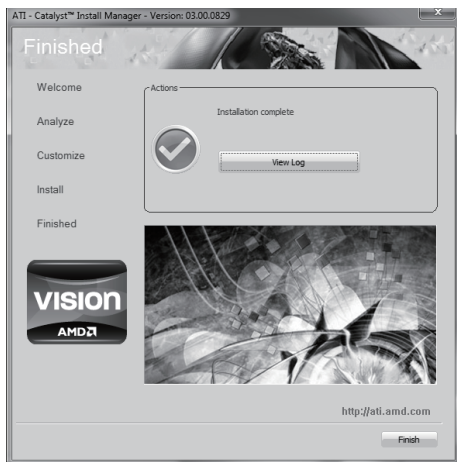 ATI - Catalyst™ Install Manager - Version: 03.00.0829
Finished
Welcome
Analyze
Customize
Install
Finished
Actions
Installation complete
View Log
VISION
AMD
http://ati.amd.com
Finish